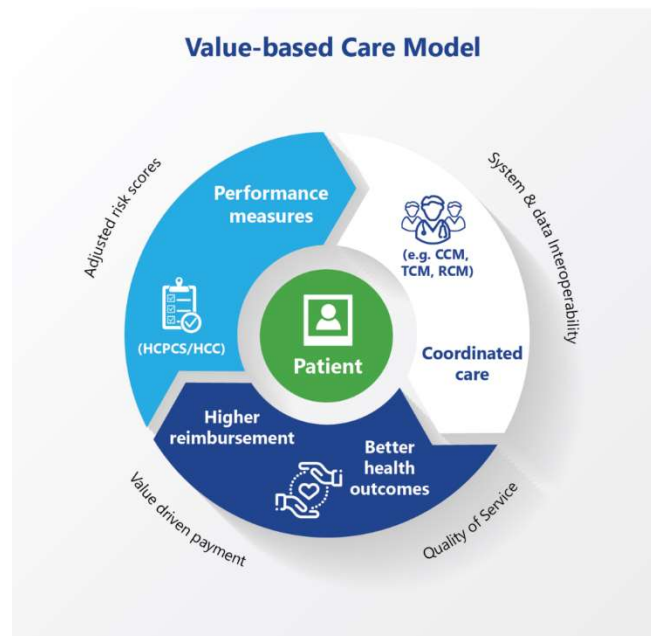 Value-based Care Model
Adjusted risk scores
System & data Interoperability
Performance
measures
(HCPCS/HCC)
(e.g. CCM,
TCM, RCM)
Coordinated
care
Patient
Higher
reimbursement
Better
health
outcomes
Value driven payment
Quality of Service